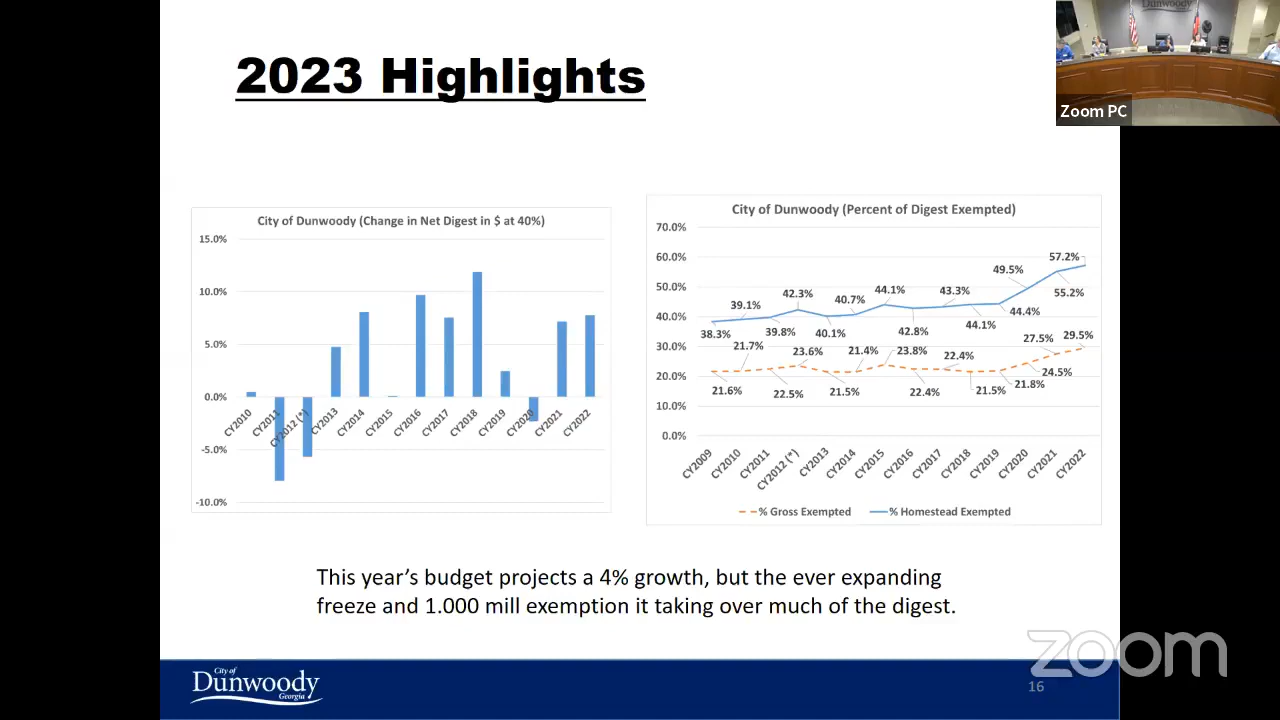 Dunwoody
Zoom PC
2023 Highlights
City of Dunwoody (Change in Net Digest in $ at 40%)
15.0%
10.0%
5.0%
0.0%
-5.0%
-10.0%
CY2010
CY2011
CY2012 (*)
CY2013
CY2014
CY2015
CY2016
CY2017
CY2018
CY2019
CY2020
CY2021
CY2022
City of Dunwoody (Percent of Digest Exempted)
70.0%
60.0%
50.0%
40.0%
30.0%
20.0%
10.0%
0.0%
38.3%
39.1%
39.8%
42.3%
40.1%
40.7%
44.1%
42.8%
43.3%
44.1%
44.4%
49.5%
55.2%
57.2%
21.6%
21.7%
22.5%
23.6%
21.5%
21.4%
23.8%
22.4%
22.4%
21.5%
21.8%
24.5%
27.5%
29.5%
CY2009
CY2010
CY2011
CY2012 (*)
CY2013
CY2014
CY2015
CY2016
CY2017
CY2018
CY2019
CY2020
CY2021
CY2022
% Gross Exempted
% Homestead Exempted
This year's budget projects a 4% growth, but the ever expanding
freeze and 1.000 mill exemption it taking over much of the digest.
zoom
City of
Dunwoody
Georgia
16